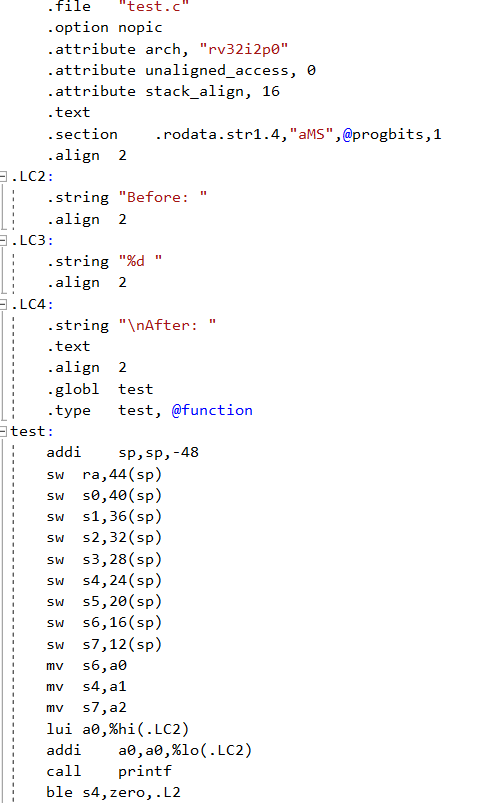 .file "test.c"
.option nopic
.attribute arch, "rv32i2p0"
.attribute unaligned_access, 0
.attribute stack_align, 16
.text
.section .rodata.str1.4,"aMS",@progbits,1
.align 2
.LC2:
.string "Before: "
.align 2
.LC3:
.string "%d "
.align 2
.LC4:
.string "\nAfter: "
.text
.align 2
.globl test
.type test, @function
test:
addi sp,sp,-48
sw ra,44(sp)
sw s0,40(sp)
sw s1,36(sp)
sw s2,32(sp)
sw s3,28(sp)
sw s4,24(sp)
sw s5,20(sp)
sw s6,16(sp)
sw s7,12(sp)
mv s6,a0
mv s4,a1
mv s7,a2
lui a0,%hi(.LC2)
addi a0,a0,%lo(.LC2)
call printf
ble s4,zero,.L2